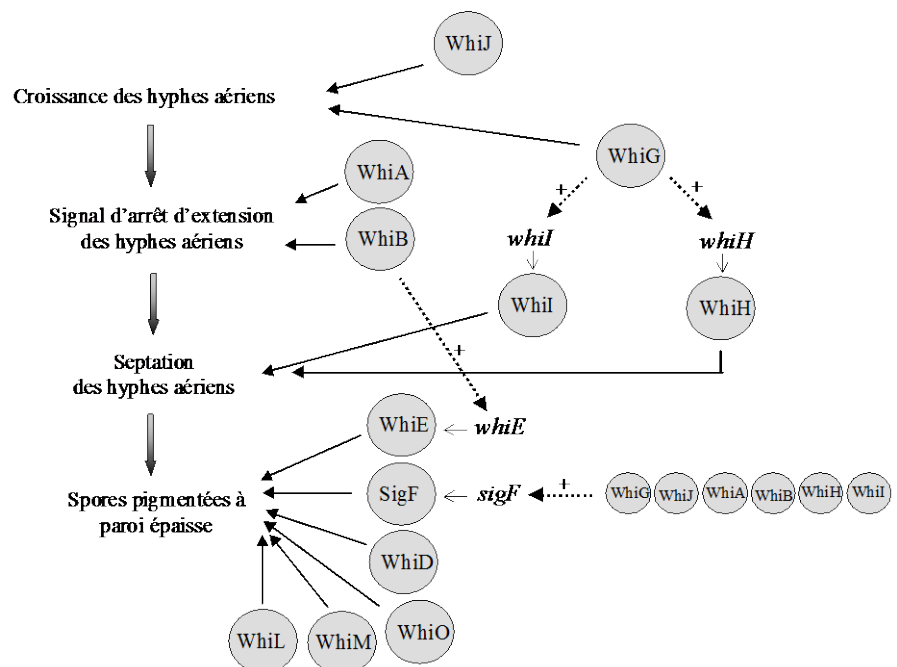 WhiJ
Croissance des hyphes aériens
WhiG
WhiA
+
+
Signal d'arrêt d'extension
des hyphes aériens
WhiB
whiI
whiH
WhiI
WhiH
+
Septation
des hyphes aériens
WhiE
whiE
Spores pigmentées à
paroi épaisse
SigF
sigF
+
WhiG WhiJ WhiA WhiB WhiH WhiI
WhiD
WhiL
WhiM
WhiO